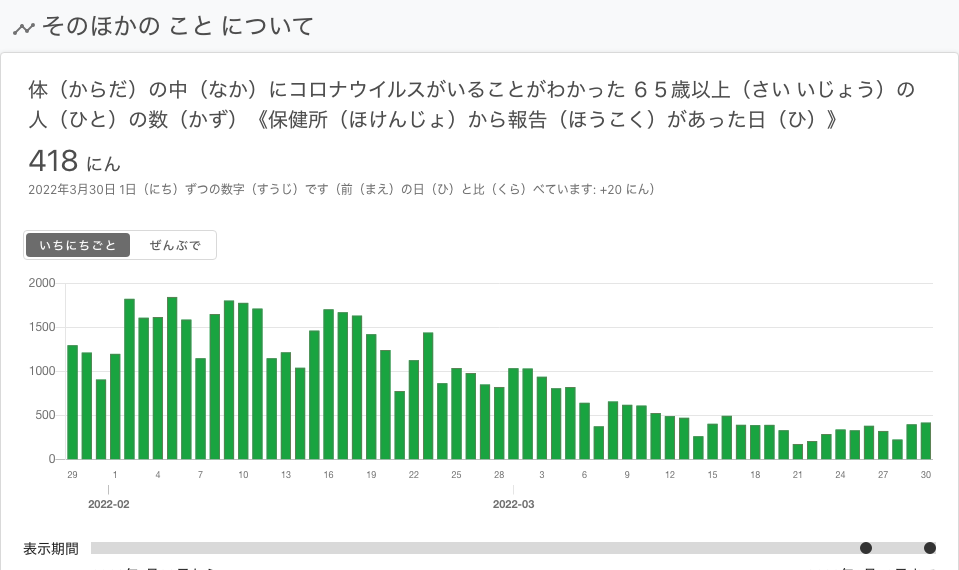 そのほかの こと について
体（からだ）の中（なか）にコロナウイルスがいることがわかった ６５歳以上（さい いじょう）の
人（ひと）の数（かず）《保健所（ほけんじょ）から報告（ほうこく）があった日（ひ）》
418 にん
2022年3月30日 1日（にち）ずつの数字（すうじ）です（前（まえ）の日（ひ）と比（くら）べています: +20 にん）
いちにちごと ぜんぶで
2000
1500
1000
500
0
29 1 4 7 10 13 16 19 22 25 28 3 6 9 12 15 18 21 24 27 30
2022-02 2022-03
表示期間